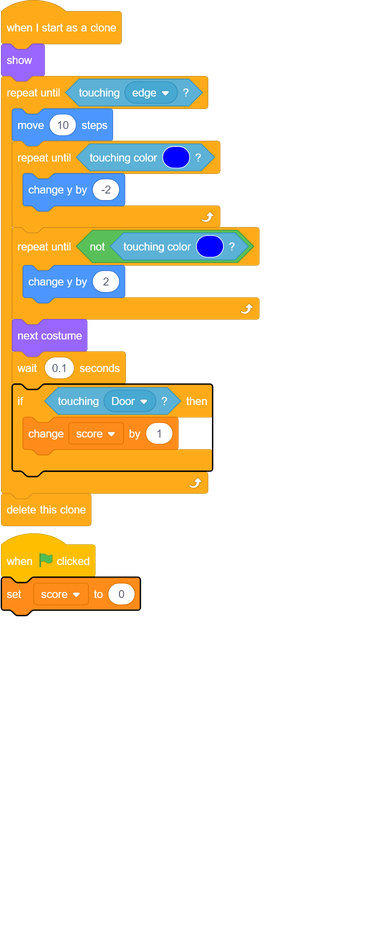 when I start as a clone
show
repeat until touching edge ?
move 10 steps
repeat until touching color ?
change y by -2
repeat until not touching color ?
change y by 2
next costume
wait 0.1 seconds
if touching Door ? then
change score by 1
delete this clone
when clicked
set score to 0